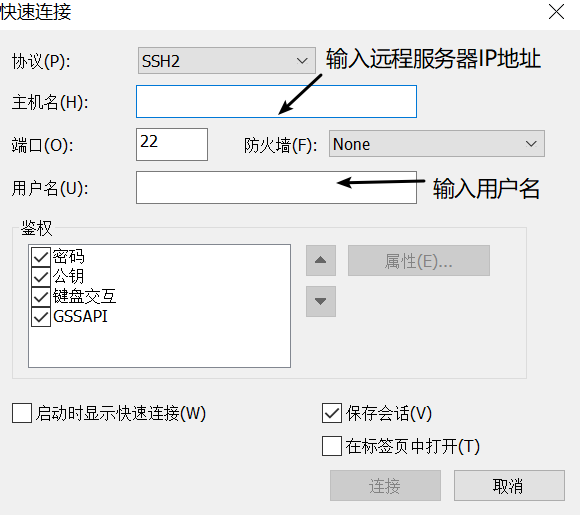 快速连接
协议(P):
SSH2
输入远程服务器IP地址
主机名(H):
端口(O):
22
防火墙(F):
None
用户名(U):
输入用户名
鉴权
密码
公钥
键盘交互
GSSAPI
属性(E)...
启动时显示快速连接(W)
保存会话(V)
在标签页中打开(T)
连接
取消